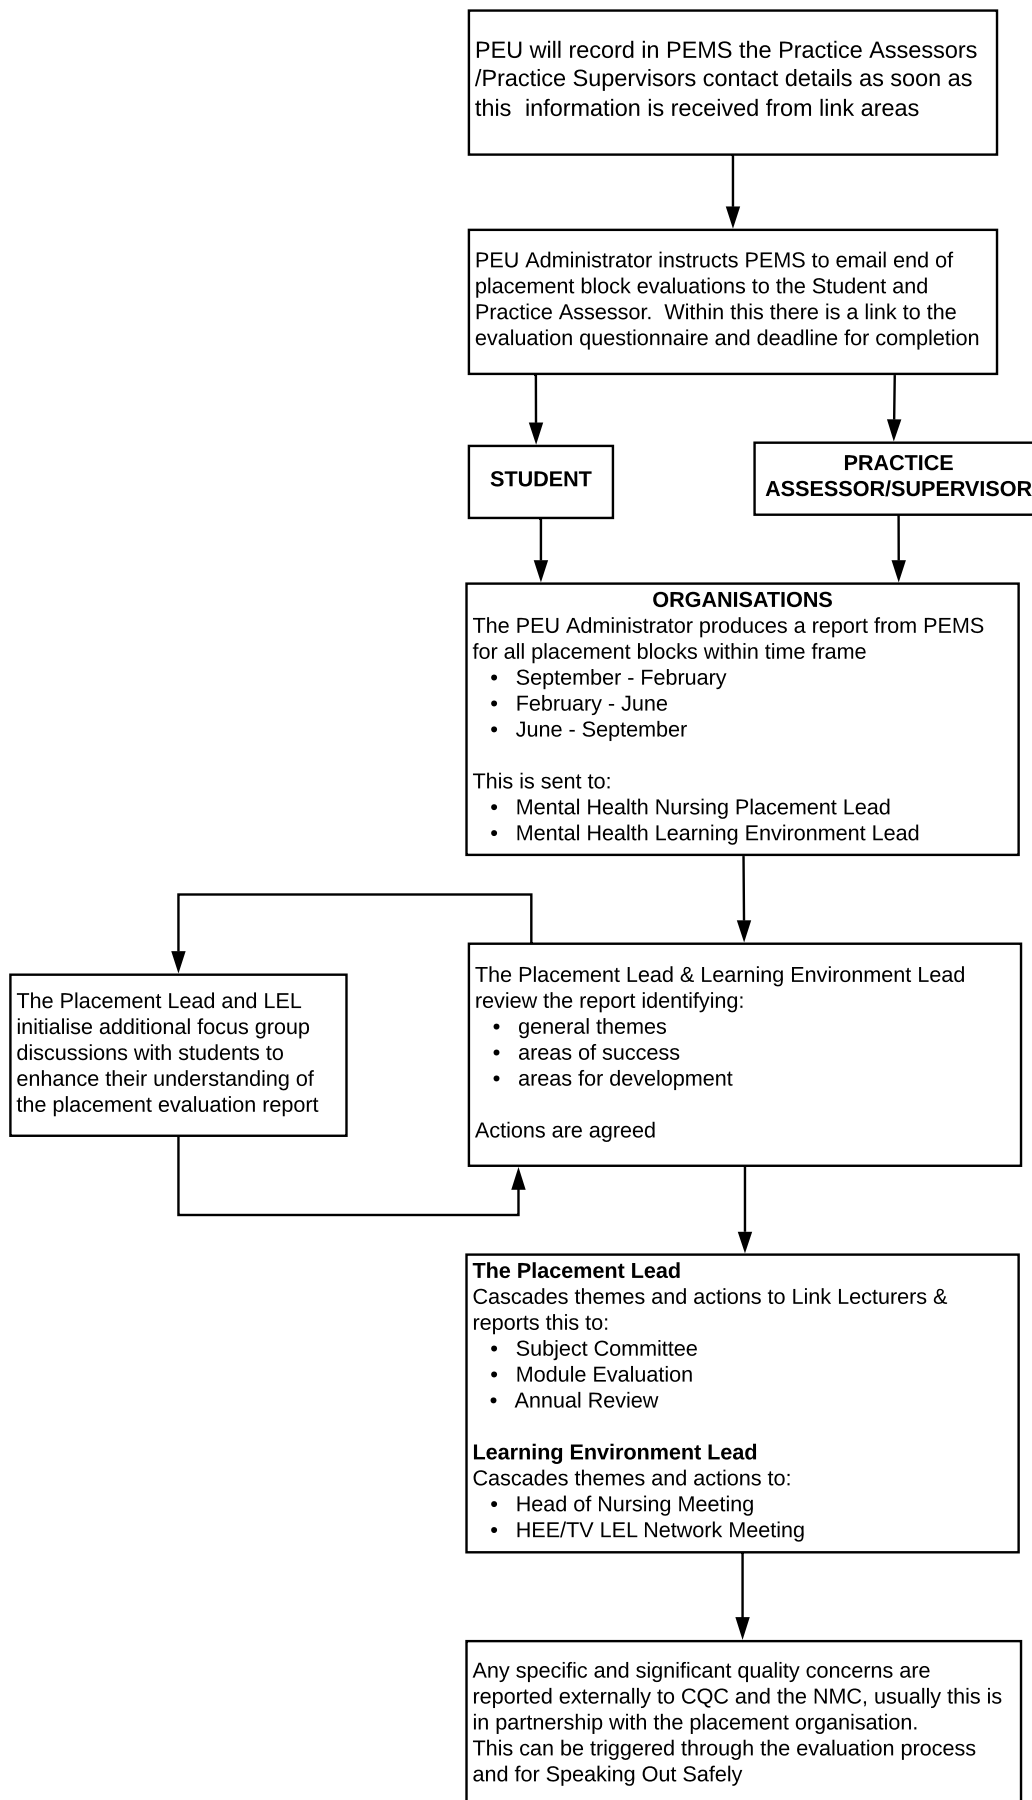 PEU will record in PEMS the Practice Assessors
/Practice Supervisors contact details as soon as
this  information is received from link areas
PEU Administrator instructs PEMS to email end of
placement block evaluations to the Student and
Practice Assessor.  Within this there is a link to the
evaluation questionnaire and deadline for completion
STUDENT
PRACTICE
ASSESSOR/SUPERVISOR
ORGANISATIONS
The PEU Administrator produces a report from PEMS
for all placement blocks within time frame
• September - February
• February - June
• June - September
This is sent to:
• Mental Health Nursing Placement Lead
• Mental Health Learning Environment Lead
The Placement Lead and LEL
initialise additional focus group
discussions with students to
enhance their understanding of
the placement evaluation report
The Placement Lead & Learning Environment Lead
review the report identifying:
• general themes
• areas of success
• areas for development
Actions are agreed
The Placement Lead
Cascades themes and actions to Link Lecturers &
reports this to:
• Subject Committee
• Module Evaluation
• Annual Review
Learning Environment Lead
Cascades themes and actions to:
• Head of Nursing Meeting
• HEE/TV LEL Network Meeting
Any specific and significant quality concerns are
reported externally to CQC and the NMC, usually this is
in partnership with the placement organisation.
This can be triggered through the evaluation process
and for Speaking Out Safely